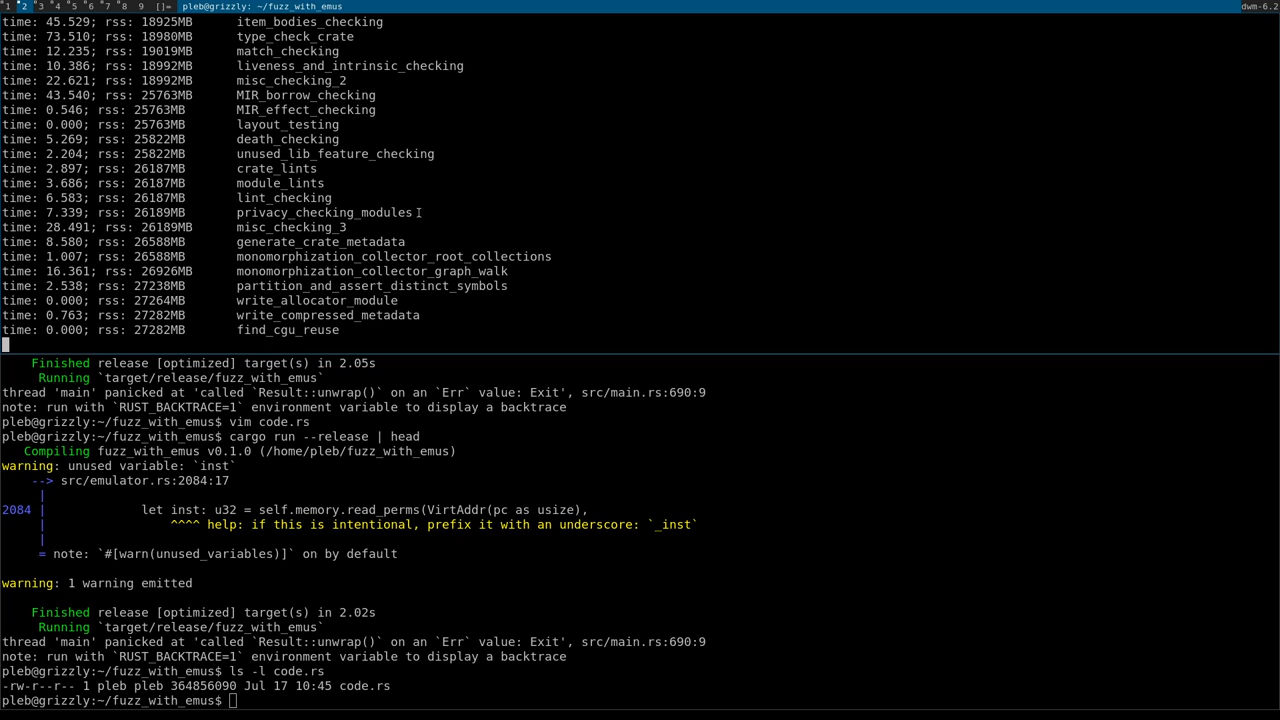 1 2 3 4 5 6 7 8 9 []= pleb@grizzly: ~/fuzz_with_emus dwm-6.2
time: 45.529; rss: 18925MB item_bodies_checking
time: 73.510; rss: 18980MB type_check_crate
time: 12.235; rss: 19019MB match_checking
time: 10.386; rss: 18992MB liveness_and_intrinsic_checking
time: 22.621; rss: 18992MB misc_checking_2
time: 43.540; rss: 25763MB MIR_borrow_checking
time: 0.546; rss: 25763MB MIR_effect_checking
time: 0.000; rss: 25763MB layout_testing
time: 5.269; rss: 25822MB death_checking
time: 2.204; rss: 25822MB unused_lib_feature_checking
time: 2.897; rss: 26187MB crate_lints
time: 3.686; rss: 26187MB module_lints
time: 6.583; rss: 26187MB lint_checking
time: 7.339; rss: 26189MB privacy_checking_modules
time: 28.491; rss: 26189MB misc_checking_3
time: 8.580; rss: 26588MB generate_crate_metadata
time: 1.007; rss: 26588MB monomorphization_collector_root_collections
time: 16.361; rss: 26926MB monomorphization_collector_graph_walk
time: 2.538; rss: 27238MB partition_and_assert_distinct_symbols
time: 0.000; rss: 27264MB write_allocator_module
time: 0.763; rss: 27282MB write_compressed_metadata
time: 0.000; rss: 27282MB find_cgu_reuse
Finished release [optimized] target(s) in 2.05s
Running `target/release/fuzz_with_emus`
thread 'main' panicked at 'called `Result::unwrap()` on an `Err` value: Exit', src/main.rs:690:9
note: run with `RUST_BACKTRACE=1` environment variable to display a backtrace
pleb@grizzly:~/fuzz_with_emus$ vim code.rs
pleb@grizzly:~/fuzz_with_emus$ cargo run --release | head
Compiling fuzz_with_emus v0.1.0 (/home/pleb/fuzz_with_emus)
warning: unused variable: `inst`
--> src/emulator.rs:2084:17
|
2084 | let inst: u32 = self.memory.read_perms(VirtAddr(pc as usize),
| ^^^^ help: if this is intentional, prefix it with an underscore: `_inst`
|
= note: `#[warn(unused_variables)]` on by default
warning: 1 warning emitted
Finished release [optimized] target(s) in 2.02s
Running `target/release/fuzz_with_emus`
thread 'main' panicked at 'called `Result::unwrap()` on an `Err` value: Exit', src/main.rs:690:9
note: run with `RUST_BACKTRACE=1` environment variable to display a backtrace
pleb@grizzly:~/fuzz_with_emus$ ls -l code.rs
-rw-r--r-- 1 pleb pleb 364856090 Jul 17 10:45 code.rs
pleb@grizzly:~/fuzz_with_emus$